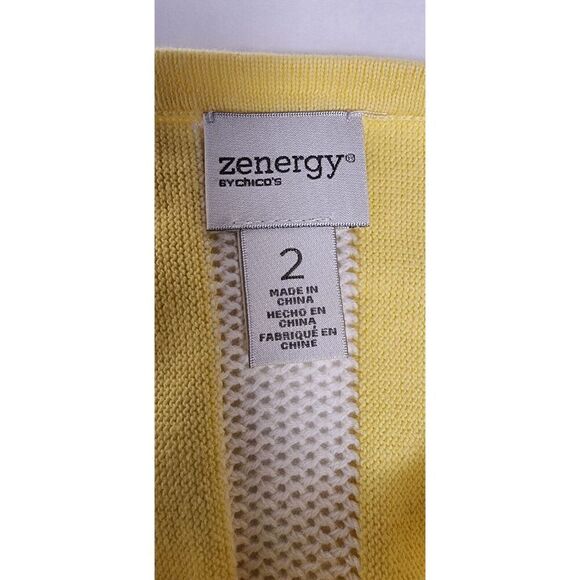 zenergy®
BY CHICO'S
2
MADE IN
CHINA
HECHO EN
CHINA,
FABRIQUÉ EN
CHINE